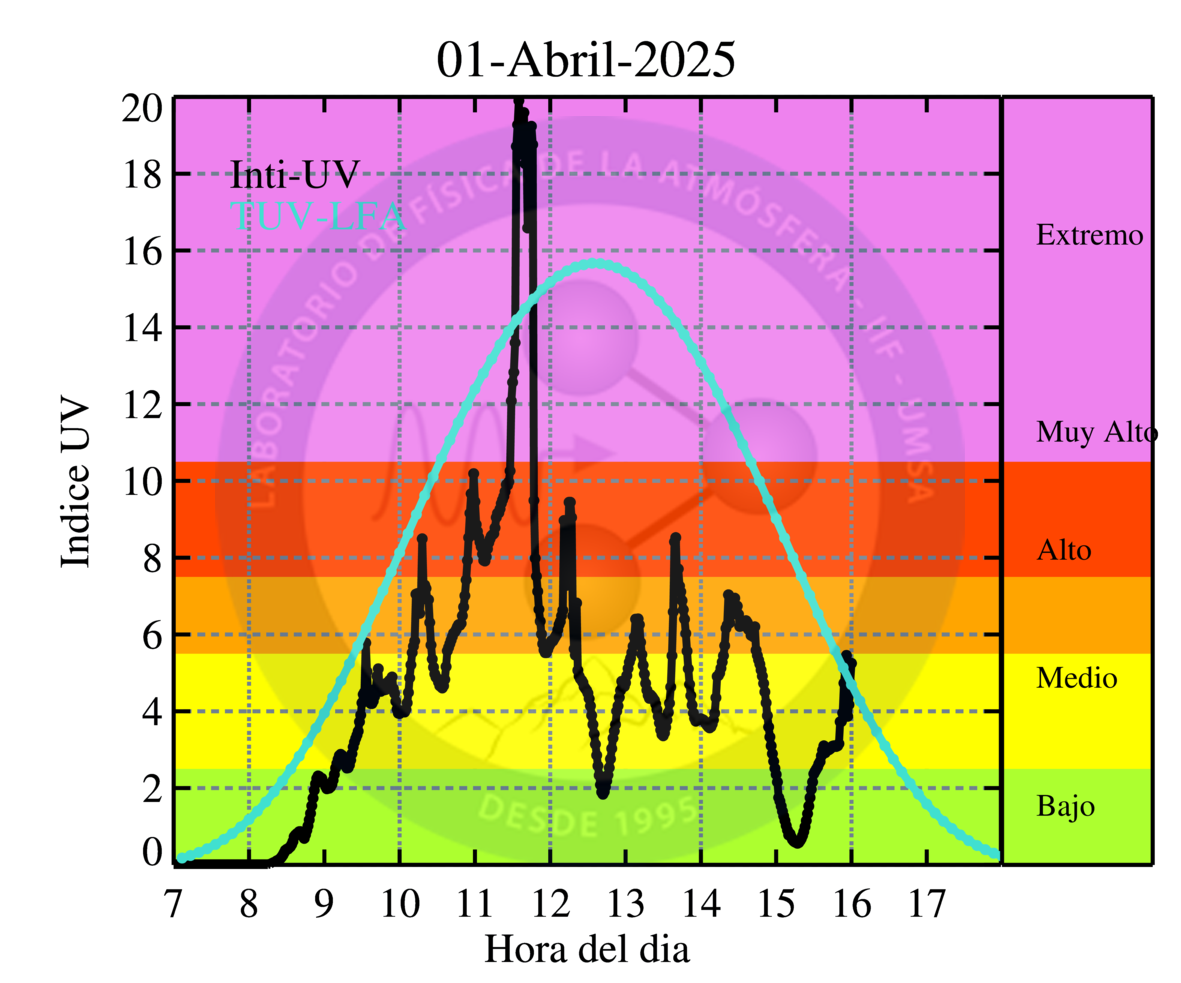 01-Abril-2025
Inti-UV
TUV-LFA
LABORATORIO DE FÍSICA DE LA ATMÓSFERA - IIF - UMSA
DESDE 1995
Indice UV
20
18
16
14
12
10
8
6
4
2
0
Extremo
Muy Alto
Alto
Medio
Bajo
7 8 9 10 11 12 13 14 15 16 17
Hora del dia